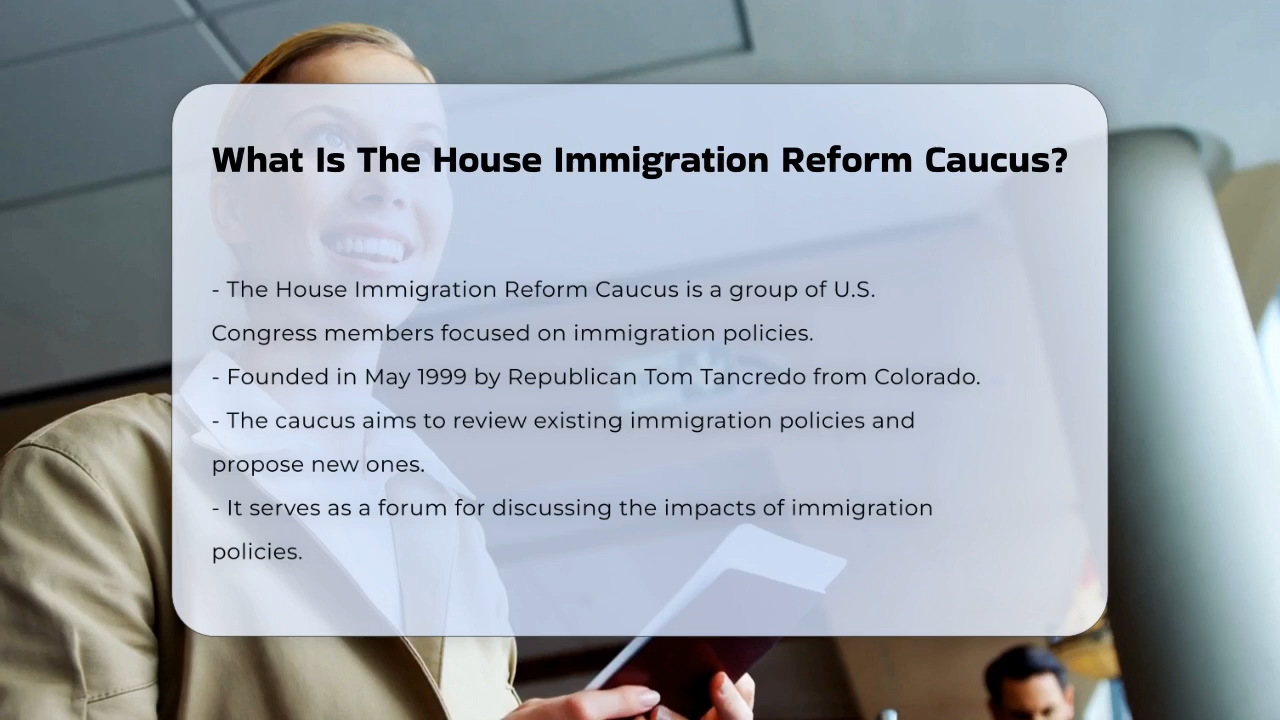 What Is The House Immigration Reform Caucus?
- The House Immigration Reform Caucus is a group of U.S.
Congress members focused on immigration policies.
- Founded in May 1999 by Republican Tom Tancredo from Colorado.
- The caucus aims to review existing immigration policies and
propose new ones.
- It serves as a forum for discussing the impacts of immigration
policies.